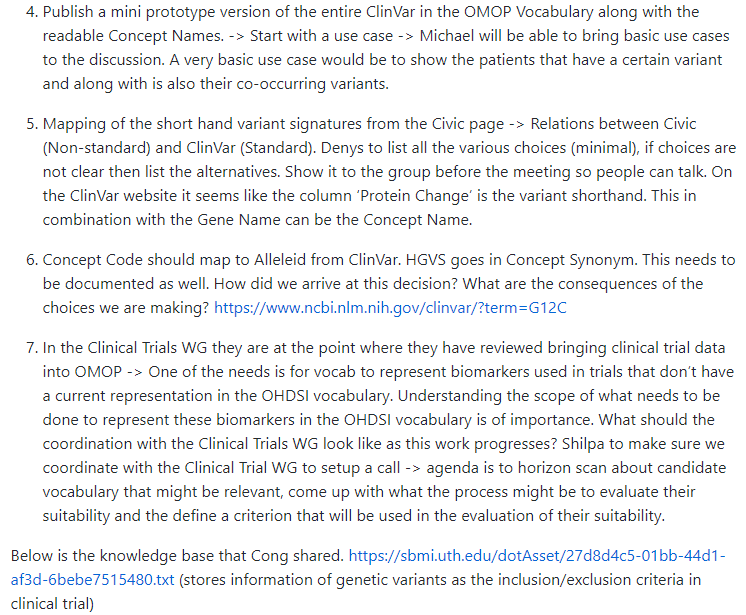 4. Publish a mini prototype version of the entire ClinVar in the OMOP Vocabulary along with the
readable Concept Names. -> Start with a use case -> Michael will be able to bring basic use cases
to the discussion. A very basic use case would be to show the patients that have a certain variant
and along with is also their co-occurring variants.
5. Mapping of the short hand variant signatures from the Civic page -> Relations between Civic
(Non-standard) and ClinVar (Standard). Denys to list all the various choices (minimal), if choices are
not clear then list the alternatives. Show it to the group before the meeting so people can talk. On
the ClinVar website it seems like the column ‘Protein Change’ is the variant shorthand. This in
combination with the Gene Name can be the Concept Name.
6. Concept Code should map to Alleleid from ClinVar. HGVS goes in Concept Synonym. This needs to
be documented as well. How did we arrive at this decision? What are the consequences of the
choices we are making? https://www.ncbi.nlm.nih.gov/clinvar/?term=G12C
7. In the Clinical Trials WG they are at the point where they have reviewed bringing clinical trial data
into OMOP -> One of the needs is for vocab to represent biomarkers used in trials that don’t have
a current representation in the OHDSI vocabulary. Understanding the scope of what needs to be
done to represent these biomarkers in the OHDSI vocabulary is of importance. What should the
coordination with the Clinical Trials WG look like as this work progresses? Shilpa to make sure we
coordinate with the Clinical Trial WG to setup a call -> agenda is to horizon scan about candidate
vocabulary that might be relevant, come up with what the process might be to evaluate their
suitability and the define a criterion that will be used in the evaluation of their suitability.
Below is the knowledge base that Cong shared. https://sbmi.uth.edu/dotAsset/27d8d4c5-01bb-44d1-
af3d-6bebe7515480.txt (stores information of genetic variants as the inclusion/exclusion criteria in
clinical trial)